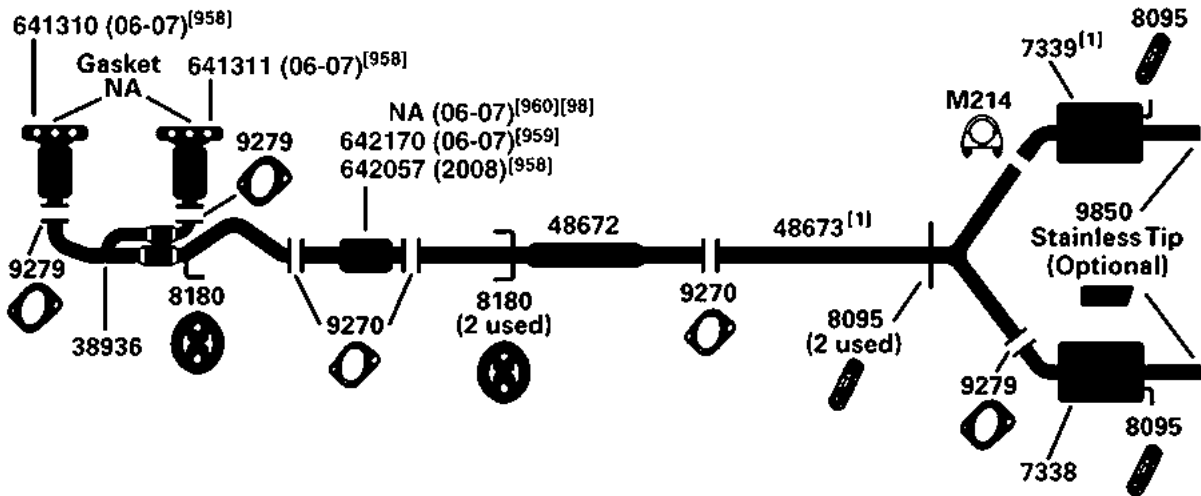 641310 (06-07)[958]
Gasket
NA
641311 (06-07)[958]
9279
NA (06-07)[960][98]
642170 (06-07)[959]
642057 (2008)[958]
48672
48673[1]
M214
7339[1]
8095
9850
Stainless Tip
(Optional)
9279
38936
8180
9270
8180
(2 used)
9270
8095
(2 used)
9279
7338
8095